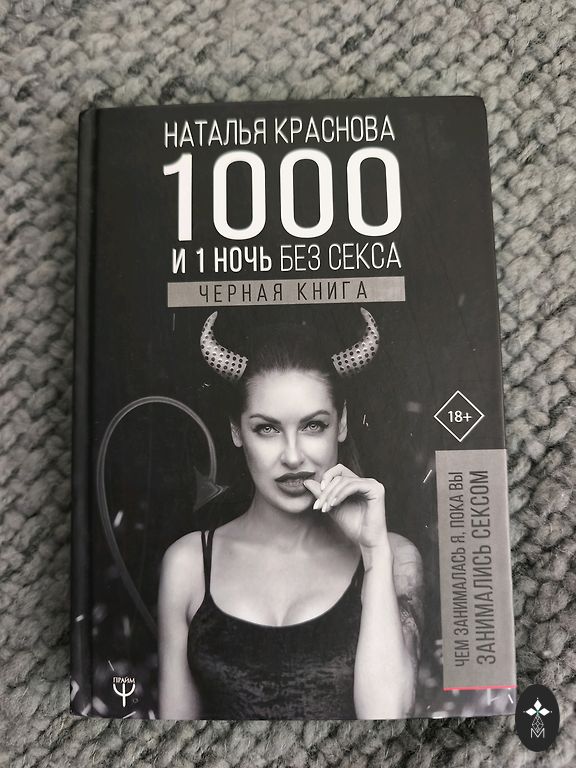 НАТАЛЬЯ КРАСНОВА
1000
И 1 НОЧЬ БЕЗ СЕКСА
ЧЕРНАЯ КНИГА
18+
ЧЕМ ЗАНИМАЛАСЬ Я, ПОКА ВЫ
ЗАНИМАЛИСЬ СЕКСОМ
ПРАЙМ
М